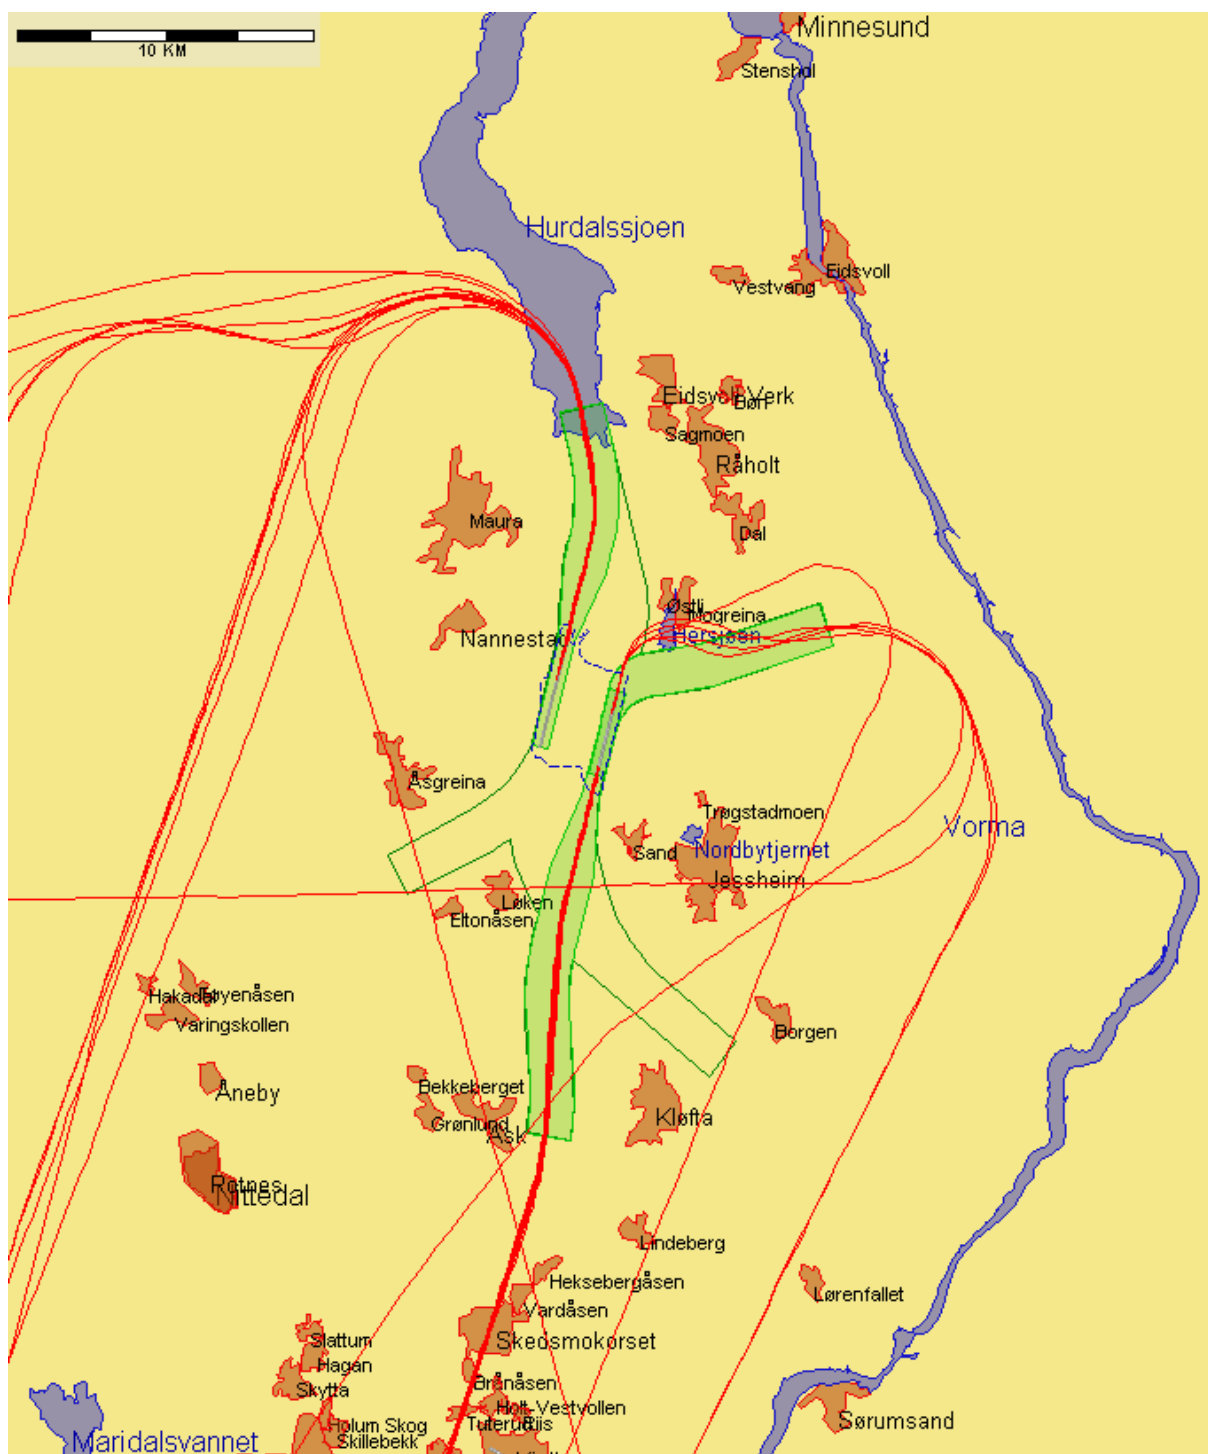 Minnesund
10 KM
Stensbol
Hurdalssjoen
Eidsvoll
Vestvang
Eidsvoll Verk
Bøn
Sagmoen
Råholt
Maura
Dal
Østli
Mogreina
Hersjøen
Nannestad
Åsgreina
Trøgstadmoen
Vorma
Sand
Nordbytjernet
Jessheim
Løken
Eltonåsen
Hakadal
Tøyenåsen
Varingskollen
Borgen
Bekkeberget
Åneby
Grønlund
Ask
Kløfta
Rotnes
Nittedal
Lindeberg
Heksebergåsen
Lørenfallet
Vardåsen
Slattum
Skedsmokorset
Hagan
Brånåsen
Skytta
Holt-Vestvollen
Holum Skog
Sørumsand
Skillebekk
Maridalsvannet